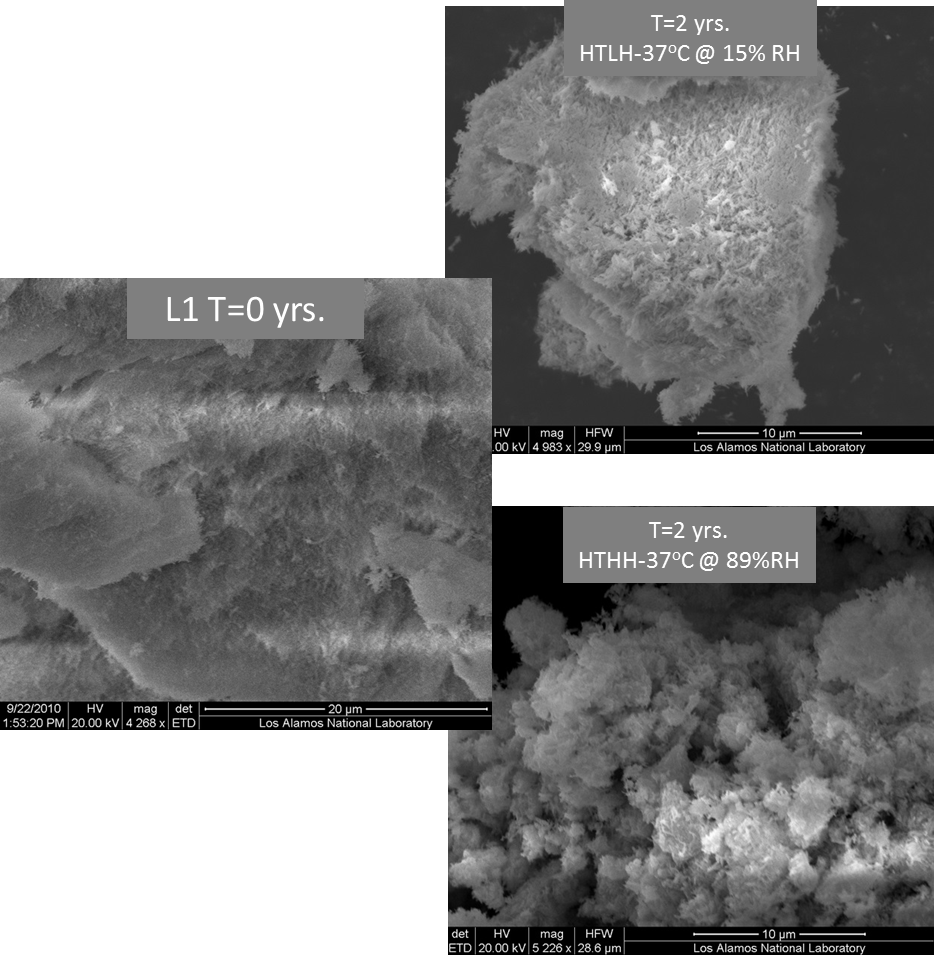 T=2 yrs.
HTLH-37°C @ 15% RH
HV mag HFW 10 µm
.00 kV 4 983 x 29.9 µm Los Alamos National Laboratory
L1 T=0 yrs.
9/22/2010 HV mag det 20 µm
1:53:20 PM 20.00 kV 4 268 x ETD Los Alamos National Laboratory
T=2 yrs.
HTHH-37°C @ 89%RH
det HV mag HFW 10 µm
ETD 20.00 kV 5 226 x 28.6 µm Los Alamos National Laboratory